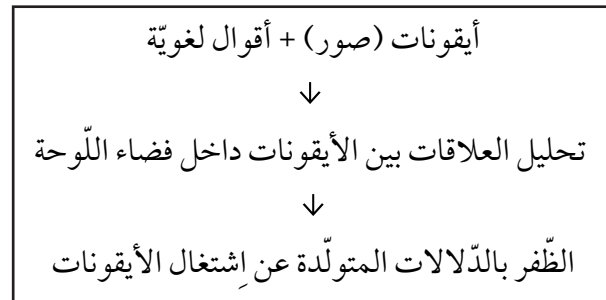 أيقونات (صور) + أقوال لغويّة
↓
تحليل العلاقات بين الأيقونات داخل فضاء اللّوحة
↓
الظّفر بالدّلالات المتولّدة عن اِشتغال الأيقونات